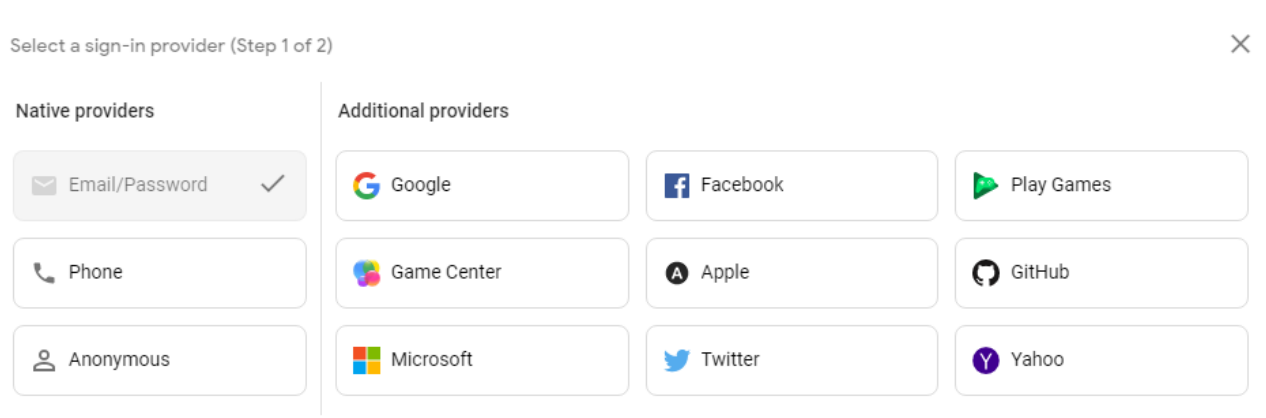 Select a sign-in provider (Step 1 of 2)
Native providers
Email/Password
Phone
Anonymous
Additional providers
Google
Facebook
Play Games
Game Center
Apple
GitHub
Microsoft
Twitter
Yahoo